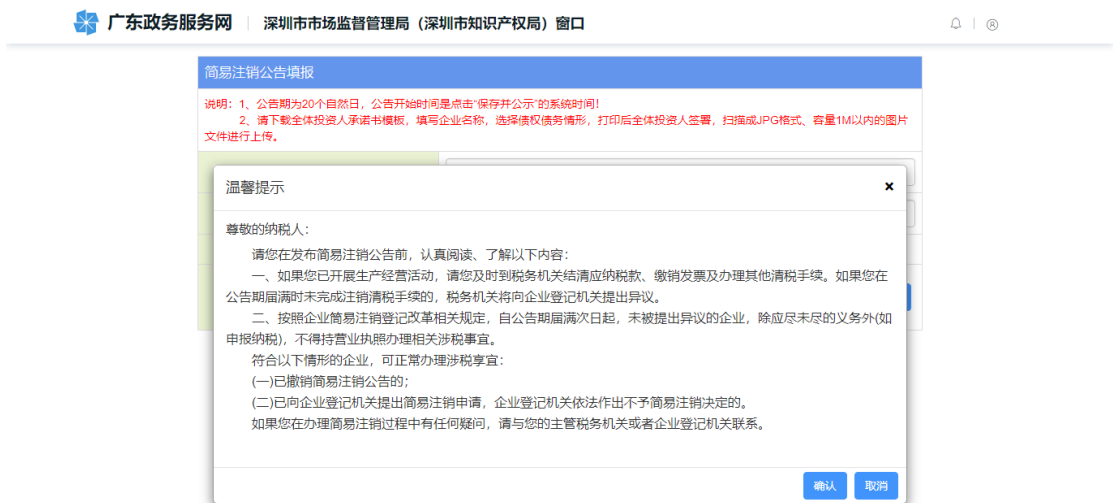 广东政务服务网 深圳市市场监督管理局（深圳市知识产权局）窗口
简易注销公告填报
说明：1、公告期为20个自然日，公告开始时间是点击“保存并公示”的系统时间！
2、请下载全体投资人承诺书模板，填写企业名称，选择债权债务情形，打印后全体投资人签署，扫描成JPG格式、容量1M以内的图片
文件进行上传。
温馨提示 ×
尊敬的纳税人：
请您在发布简易注销公告前，认真阅读、了解以下内容：
一、如果您已开展生产经营活动，请您及时到税务机关结清应纳税款、缴销发票及办理其他清税手续。如果您在
公告期届满时未完成注销清税手续的，税务机关将向企业登记机关提出异议。
二、按照企业简易注销登记改革相关规定，自公告期届满次日起，未被提出异议的企业，除应尽未尽的义务外(如
申报纳税)，不得持营业执照办理相关涉税事宜。
符合以下情形的企业，可正常办理涉税享宜：
(一)已撤销简易注销公告的；
(二)已向企业登记机关提出简易注销申请，企业登记机关依法作出不予简易注销决定的。
如果您在办理简易注销过程中有任何疑问，请与您的主管税务机关或者企业登记机关联系。
确认 取消